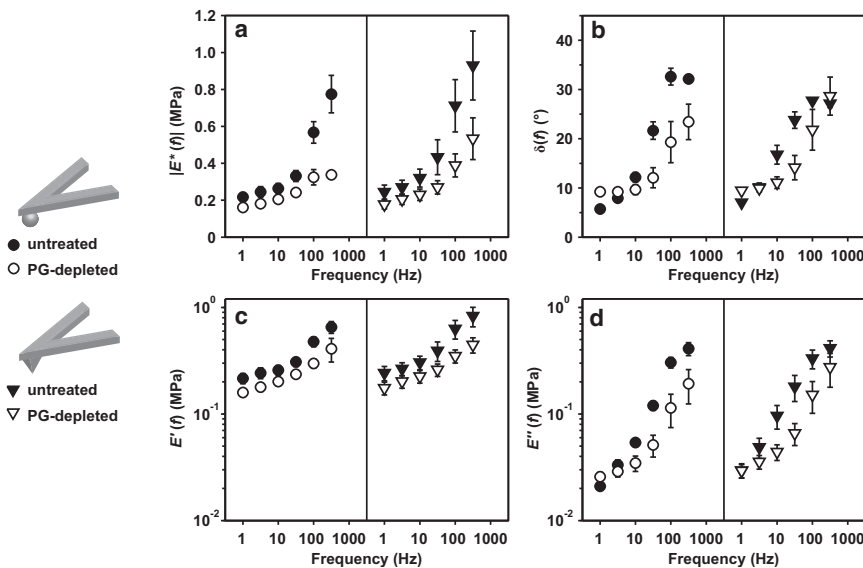 untreated
PG-depleted
untreated
PG-depleted
a
|E*(f)| (MPa)
1.2
1.0
0.8
0.6
0.4
0.2
0
1 10 100 1000 1 10 100 1000
Frequency (Hz)
b
δ(f) (°)
40
30
20
10
0
1 10 100 1000 1 10 100 1000
Frequency (Hz)
c
E'(f) (MPa)
10⁰
10⁻¹
10⁻²
1 10 100 1000 1 10 100 1000
Frequency (Hz)
d
E''(f) (MPa)
10⁰
10⁻¹
10⁻²
1 10 100 1000 1 10 100 1000
Frequency (Hz)